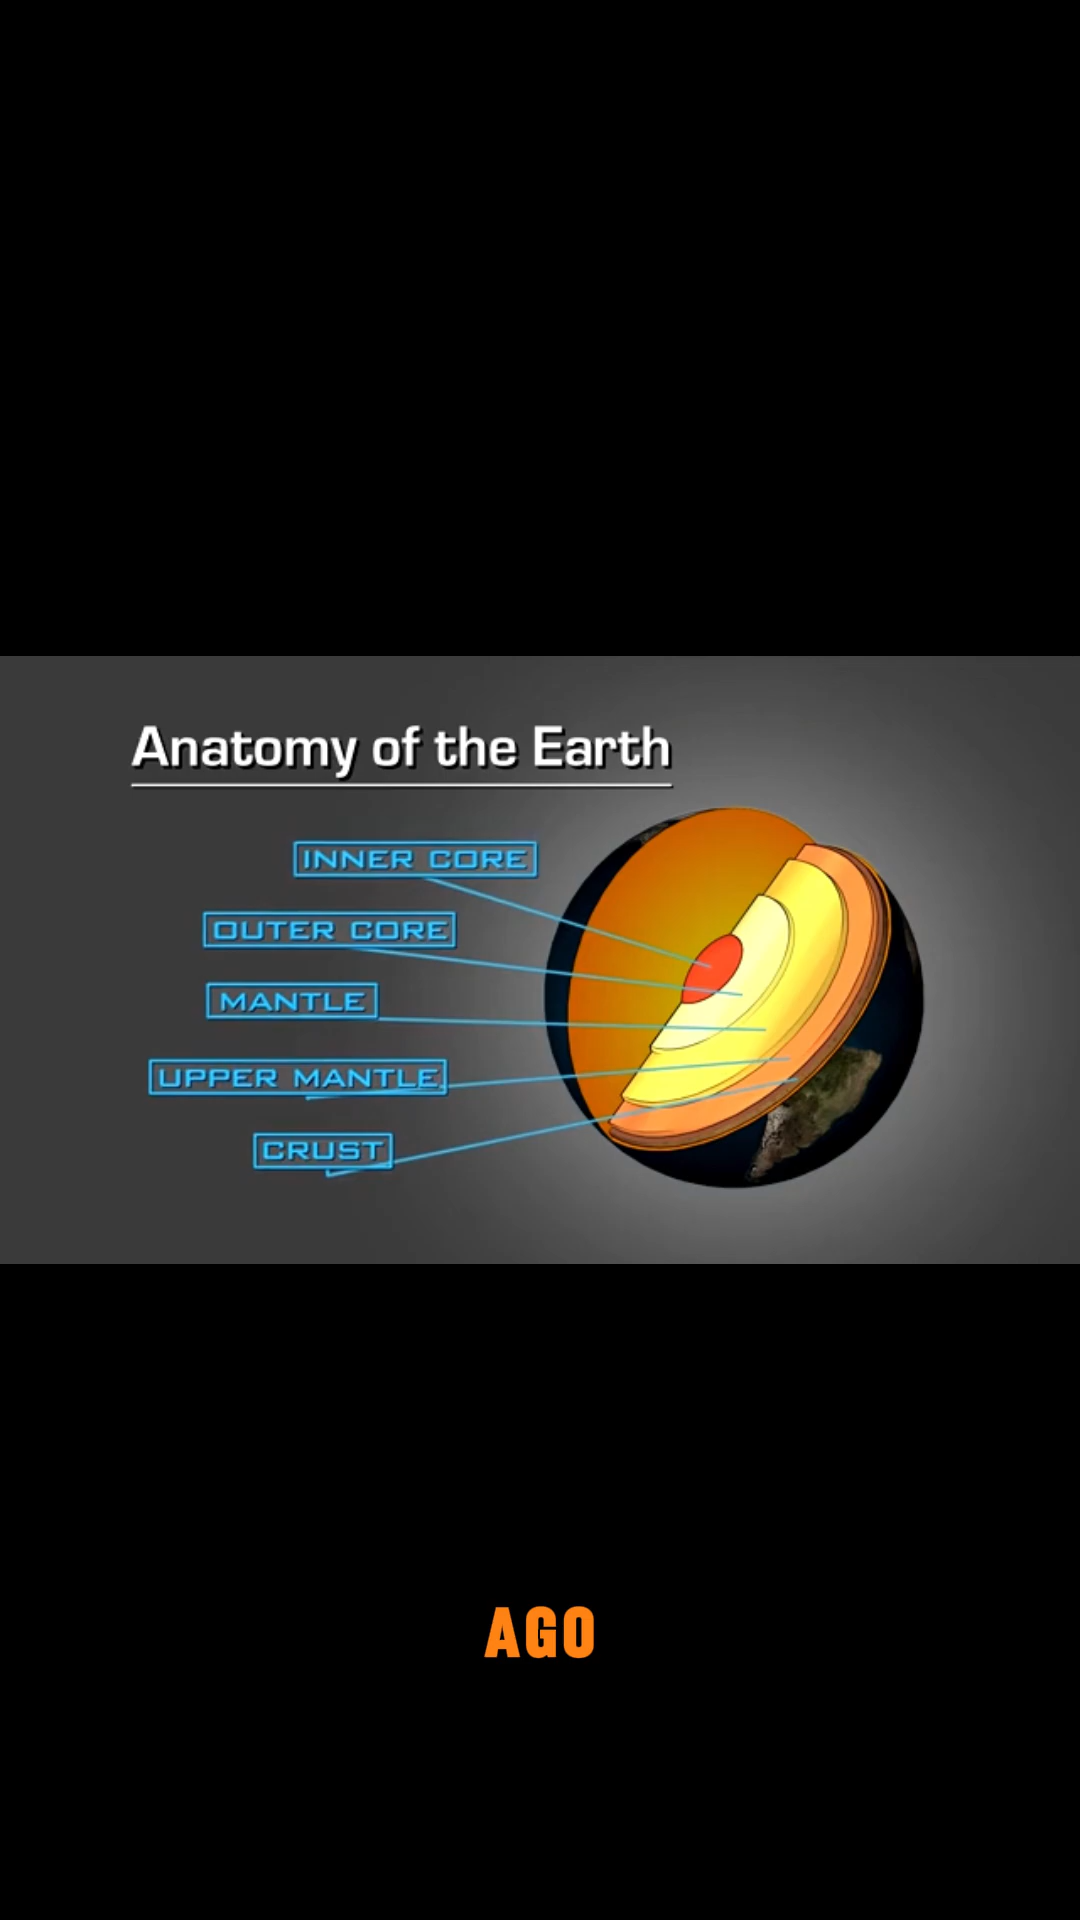 Anatomy of the Earth
INNER CORE
OUTER CORE
MANTLE
UPPER MANTLE
CRUST
AGO